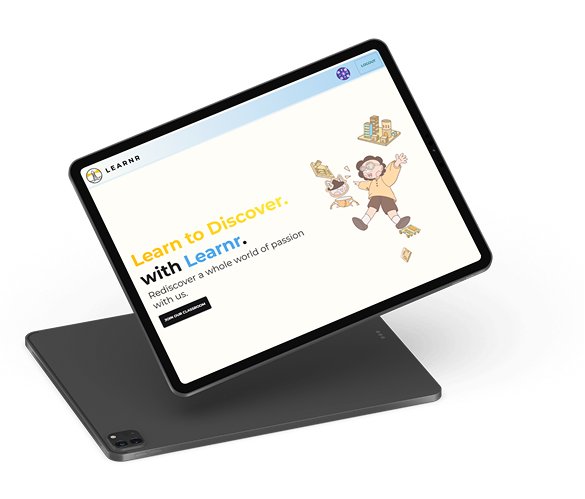 LEARNR
LOGOUT
Learn to Discover.
with Learnr.
Rediscover a whole world of passion
with us.
JOIN OUR CLASSROOM